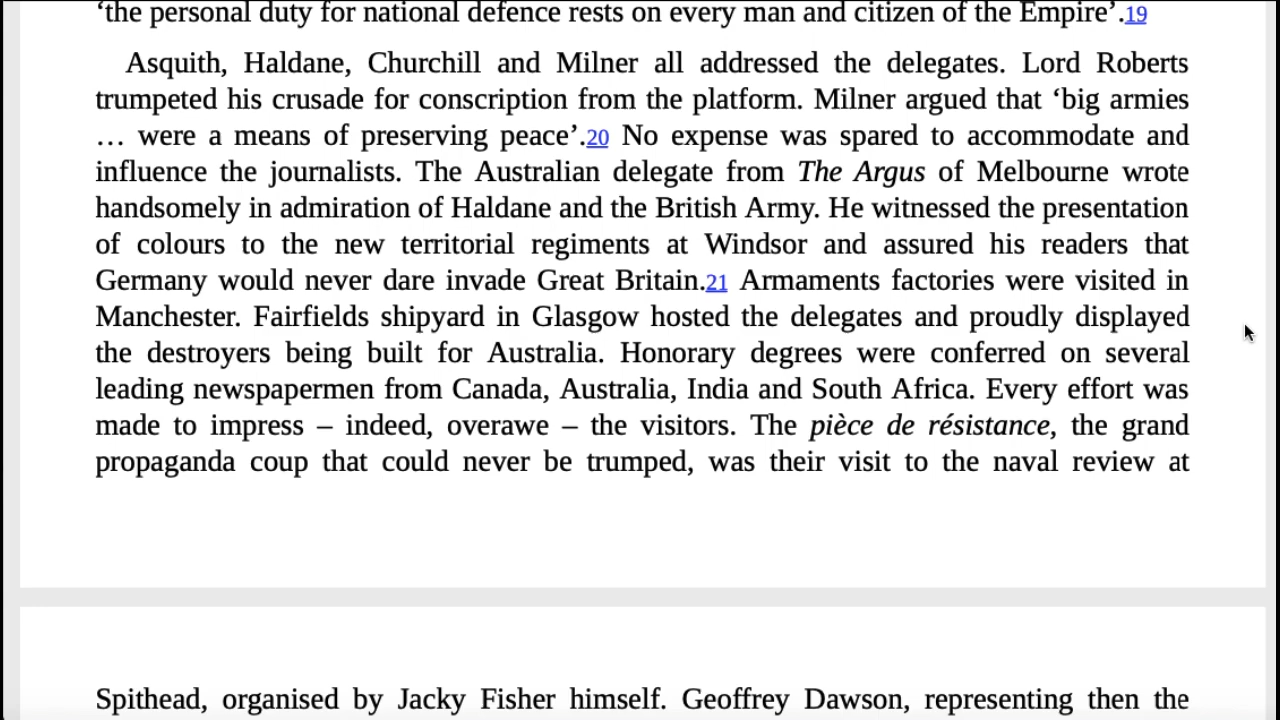 ‘the personal duty for national defence rests on every man and citizen of the Empire’.19
Asquith, Haldane, Churchill and Milner all addressed the delegates. Lord Roberts
trumpeted his crusade for conscription from the platform. Milner argued that ‘big armies
… were a means of preserving peace’.20 No expense was spared to accommodate and
influence the journalists. The Australian delegate from The Argus of Melbourne wrote
handsomely in admiration of Haldane and the British Army. He witnessed the presentation
of colours to the new territorial regiments at Windsor and assured his readers that
Germany would never dare invade Great Britain.21 Armaments factories were visited in
Manchester. Fairfields shipyard in Glasgow hosted the delegates and proudly displayed
the destroyers being built for Australia. Honorary degrees were conferred on several
leading newspapermen from Canada, Australia, India and South Africa. Every effort was
made to impress – indeed, overawe – the visitors. The pièce de résistance, the grand
propaganda coup that could never be trumped, was their visit to the naval review at
Spithead, organised by Jacky Fisher himself. Geoffrey Dawson, representing then the